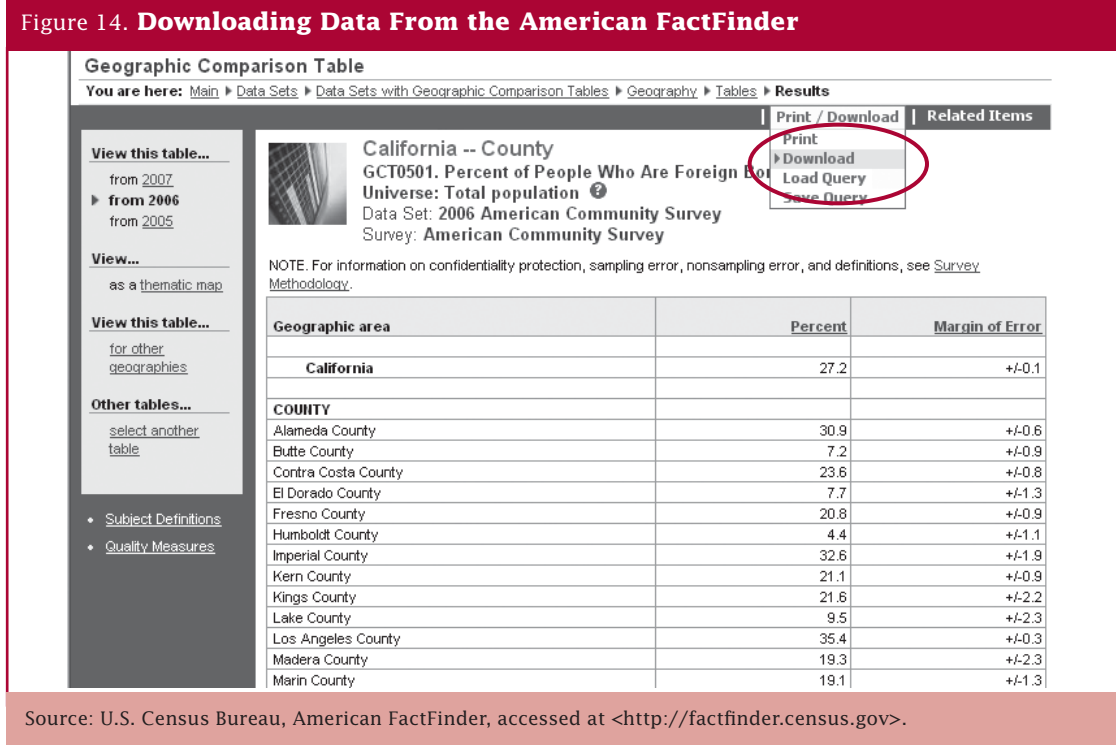 Figure 14. Downloading Data From the American FactFinder
Geographic Comparison Table
You are here: Main ▶ Data Sets ▶ Data Sets with Geographic Comparison Tables ▶ Geography ▶ Tables ▶ Results
| Print / Download | Related Items
Print
▶Download
Load Query
Save Query
View this table...
from 2007
▶ from 2006
from 2005
View...
as a thematic map
View this table...
for other
geographies
Other tables...
select another
table
• Subject Definitions
• Quality Measures
California -- County
GCT0501. Percent of People Who Are Foreign
Universe: Total population ?
Data Set: 2006 American Community Survey
Survey: American Community Survey
NOTE. For information on confidentiality protection, sampling error, nonsampling error, and definitions, see Survey
Methodology.
Geographic area Percent Margin of Error
California 27.2 +/-0.1
COUNTY
Alameda County 30.9 +/-0.6
Butte County 7.2 +/-0.9
Contra Costa County 23.6 +/-0.8
El Dorado County 7.7 +/-1.3
Fresno County 20.8 +/-0.9
Humboldt County 4.4 +/-1.1
Imperial County 32.6 +/-1.9
Kern County 21.1 +/-0.9
Kings County 21.6 +/-2.2
Lake County 9.5 +/-2.3
Los Angeles County 35.4 +/-0.3
Madera County 19.3 +/-2.3
Marin County 19.1 +/-1.3
Source: U.S. Census Bureau, American FactFinder, accessed at <http://factfinder.census.gov>.